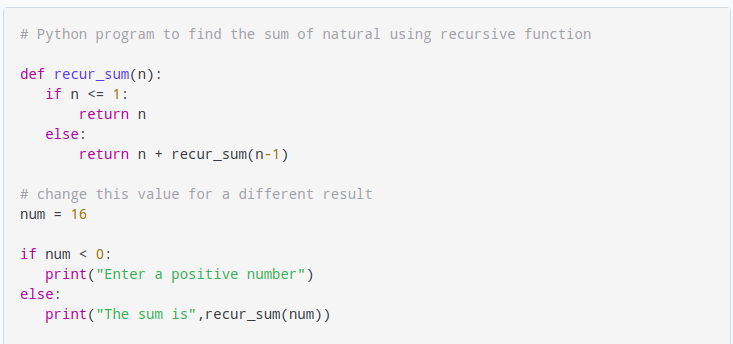 # Python program to find the sum of natural using recursive function
def recur_sum(n):
   if n <= 1:
       return n
   else:
       return n + recur_sum(n-1)
# change this value for a different result
num = 16
if num < 0:
   print("Enter a positive number")
else:
   print("The sum is",recur_sum(num))